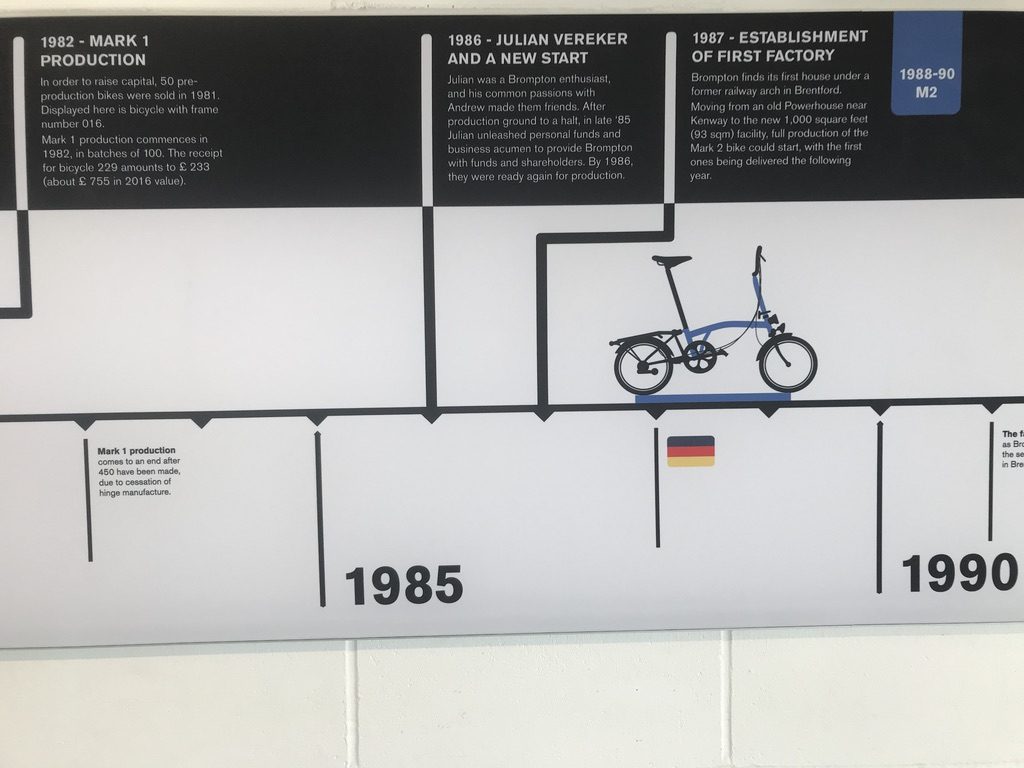 1982 - MARK 1
PRODUCTION
In order to raise capital, 50 pre-
production bikes were sold in 1981.
Displayed here is bicycle with frame
number 016.
Mark 1 production commences in
1982, in batches of 100. The receipt
for bicycle 229 amounts to £ 233
(about £ 755 in 2016 value).
1986 - JULIAN VEREKER
AND A NEW START
Julian was a Brompton enthusiast,
and his common passions with
Andrew made them friends. After
production ground to a halt, in late '85
Julian unleashed personal funds and
business acumen to provide Brompton
with funds and shareholders. By 1986,
they were ready again for production.
1987 - ESTABLISHMENT
OF FIRST FACTORY
Brompton finds its first house under a
former railway arch in Brentford.
Moving from an old Powerhouse near
Kenway to the new 1,000 square feet
(93 sqm) facility, full production of the
Mark 2 bike could start, with the first
ones being delivered the following
year.
1988-90
M2
Mark 1 production
comes to an end after
450 have been made,
due to cessation of
hinge manufacture.
1985
1990
The fa
as Bro
the se
in Bre